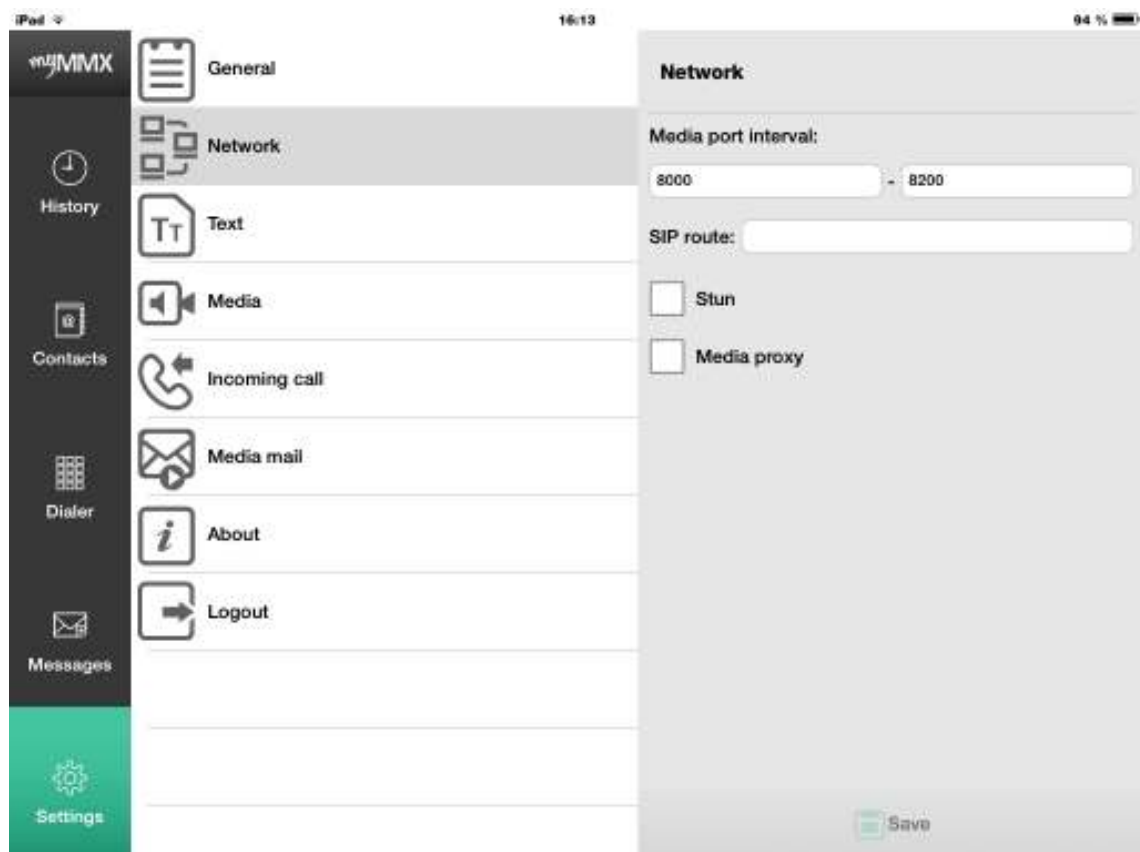 iPad 16:13 94 %
myMMX
History
Contacts
Dialer
Messages
Settings
General
Network
Text
Media
Incoming call
Media mail
About
Logout
Network
Media port interval:
8000 - 8200
SIP route:
Stun
Media proxy
Save